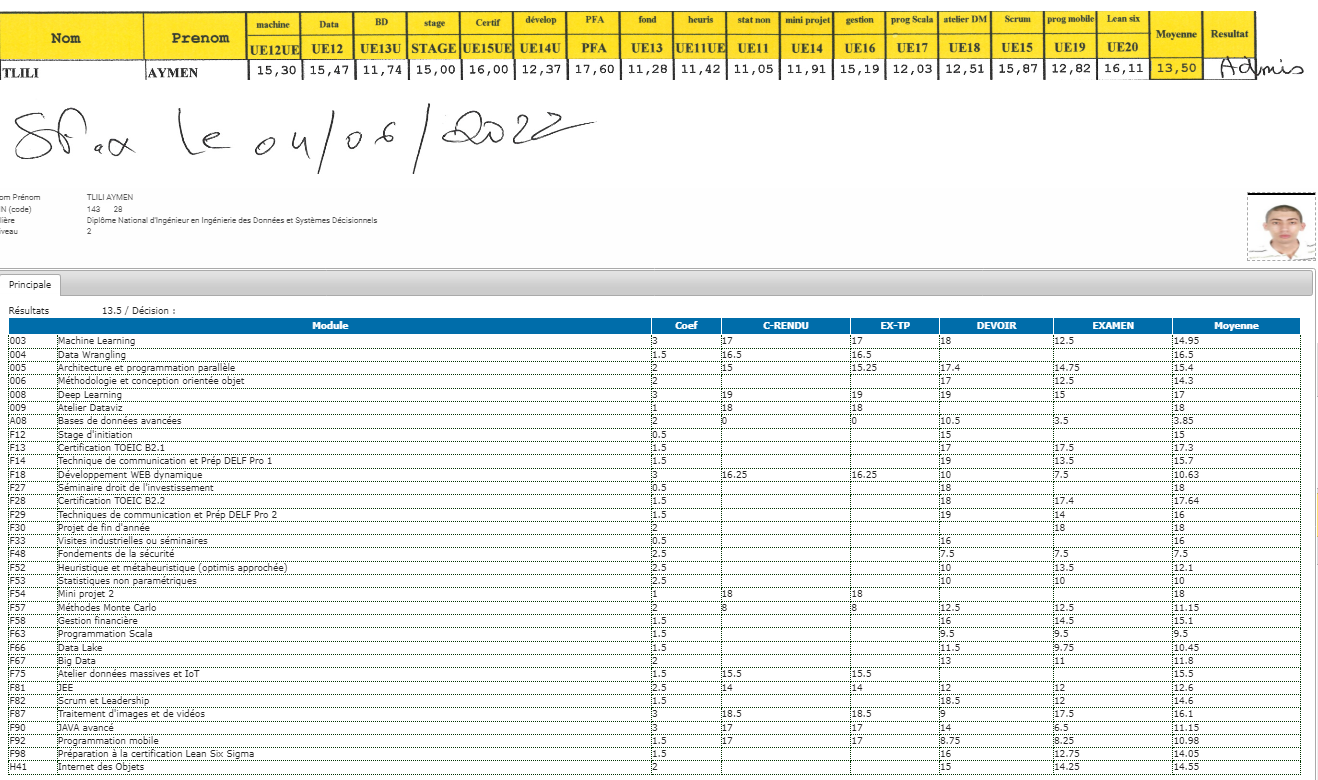 Nom Prenom machine Data BD stage Certif dévelop PFA fond heuris stat non mini projet gestion prog Scala atelier DM Scrum prog mobile Lean six Moyenne Resultat
UE12UE UE12 UE13U STAGE UE15UE UE14U PFA UE13 UE11UE UE11 UE14 UE16 UE17 UE18 UE15 UE19 UE20
TLILI AYMEN 15,30 15,47 11,74 15,00 16,00 12,37 17,60 11,28 11,42 11,05 11,91 15,19 12,03 12,51 15,87 12,82 16,11 13,50 Admis
Sfax le 04/06/2022
om Prénom TLILI AYMEN
N (code) 143 28
lière Diplôme National d'Ingénieur en Ingénierie des Données et Systèmes Décisionnels
veau 2
Principale
Résultats 13.5 / Décision :
Module Coef C-RENDU EX-TP DEVOIR EXAMEN Moyenne
003 Machine Learning 3 17 17 18 12.5 14.95
004 Data Wrangling 1.5 16.5 16.5 16.5
005 Architecture et programmation parallèle 2 15 15.25 17.4 14.75 15.4
006 Méthodologie et conception orientée objet 2 17 12.5 14.3
008 Deep Learning 3 19 19 19 15 17
009 Atelier Dataviz 1 18 18 18
A08 Bases de données avancées 2 0 0 10.5 3.5 3.85
F12 Stage d'initiation 0.5 15 15
F13 Certification TOEIC B2.1 1.5 17 17.5 17.3
F14 Technique de communication et Prép DELF Pro 1 1.5 19 13.5 15.7
F18 Développement WEB dynamique 3 16.25 16.25 10 7.5 10.63
F27 Séminaire droit de l'investissement 0.5 18 18
F28 Certification TOEIC B2.2 1.5 18 17.4 17.64
F29 Techniques de communication et Prép DELF Pro 2 1.5 19 14 16
F30 Projet de fin d'année 2 18 18
F33 Visites industrielles ou séminaires 0.5 16 16
F48 Fondements de la sécurité 2.5 7.5 7.5 7.5
F52 Heuristique et métaheuristique (optimis approchée) 2.5 10 13.5 12.1
F53 Statistiques non paramétriques 2.5 10 10 10
F54 Mini projet 2 1 18 18 18
F57 Méthodes Monte Carlo 2 8 8 12.5 12.5 11.15
F58 Gestion financière 1.5 16 14.5 15.1
F63 Programmation Scala 1.5 9.5 9.5 9.5
F66 Data Lake 1.5 11.5 9.75 10.45
F67 Big Data 2 13 11 11.8
F75 Atelier données massives et IoT 1.5 15.5 15.5 15.5
F81 JEE 2.5 14 14 12 12 12.6
F82 Scrum et Leadership 1.5 18.5 12 14.6
F87 Traitement d'images et de vidéos 3 18.5 18.5 9 17.5 16.1
F90 JAVA avancé 3 17 17 14 6.5 11.15
F92 Programmation mobile 1.5 17 17 8.75 8.25 10.98
F98 Préparation à la certification Lean Six Sigma 1.5 16 12.75 14.05
H41 Internet des Objets 2 15 14.25 14.55